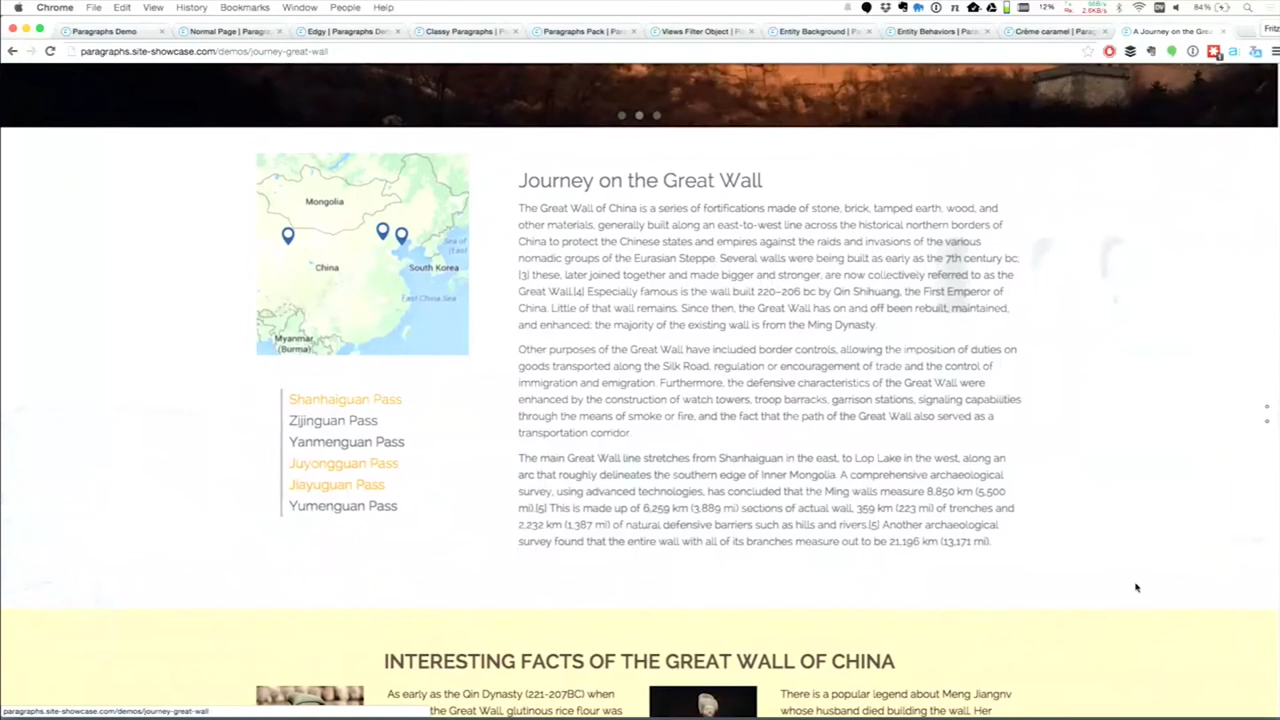 Chrome File Edit View History Bookmarks Window People Help
12%
84%
Paragraphs Demo
Normal Page | Paragra
Edgy | Paragraphs De
Classy Paragraphs |
Paragraphs Pack | Par
Views Filter Object |
Entity Background | P
Entity Behaviors | Par
Crème caramel | Parag
A Journey on the Grea
Fritz
paragraphs.site-showcase.com/demos/journey-great-wall
Mongolia
China
South Korea
Sea of
East China Sea
Myanmar
(Burma)
Shanhaiguan Pass
Zijinguan Pass
Yanmenguan Pass
Juyongguan Pass
Jiayuguan Pass
Yumenguan Pass
Journey on the Great Wall
The Great Wall of China is a series of fortifications made of stone, brick, tamped earth, wood, and
other materials, generally built along an east-to-west line across the historical northern borders of
China to protect the Chinese states and empires against the raids and invasions of the various
nomadic groups of the Eurasian Steppe. Several walls were being built as early as the 7th century bc;
[3] these, later joined together and made bigger and stronger, are now collectively referred to as the
Great Wall.[4] Especially famous is the wall built 220–206 bc by Qin Shihuang, the First Emperor of
China. Little of that wall remains. Since then, the Great Wall has on and off been rebuilt, maintained,
and enhanced; the majority of the existing wall is from the Ming Dynasty.
Other purposes of the Great Wall have included border controls, allowing the imposition of duties on
goods transported along the Silk Road, regulation or encouragement of trade and the control of
immigration and emigration. Furthermore, the defensive characteristics of the Great Wall were
enhanced by the construction of watch towers, troop barracks, garrison stations, signaling capabilities
through the means of smoke or fire, and the fact that the path of the Great Wall also served as a
transportation corridor.
The main Great Wall line stretches from Shanhaiguan in the east, to Lop Lake in the west, along an
arc that roughly delineates the southern edge of Inner Mongolia. A comprehensive archaeological
survey, using advanced technologies, has concluded that the Ming walls measure 8,850 km (5,500
mi).[5] This is made up of 6,259 km (3,889 mi) sections of actual wall, 359 km (223 mi) of trenches and
2,232 km (1,387 mi) of natural defensive barriers such as hills and rivers.[5] Another archaeological
survey found that the entire wall with all of its branches measure out to be 21,196 km (13,171 mi).
INTERESTING FACTS OF THE GREAT WALL OF CHINA
As early as the Qin Dynasty (221-207BC) when
the Great Wall, glutinous rice flour was
There is a popular legend about Meng Jiangnv
whose husband died building the wall. Her
paragraphs.site-showcase.com/demos/journey-great-wall